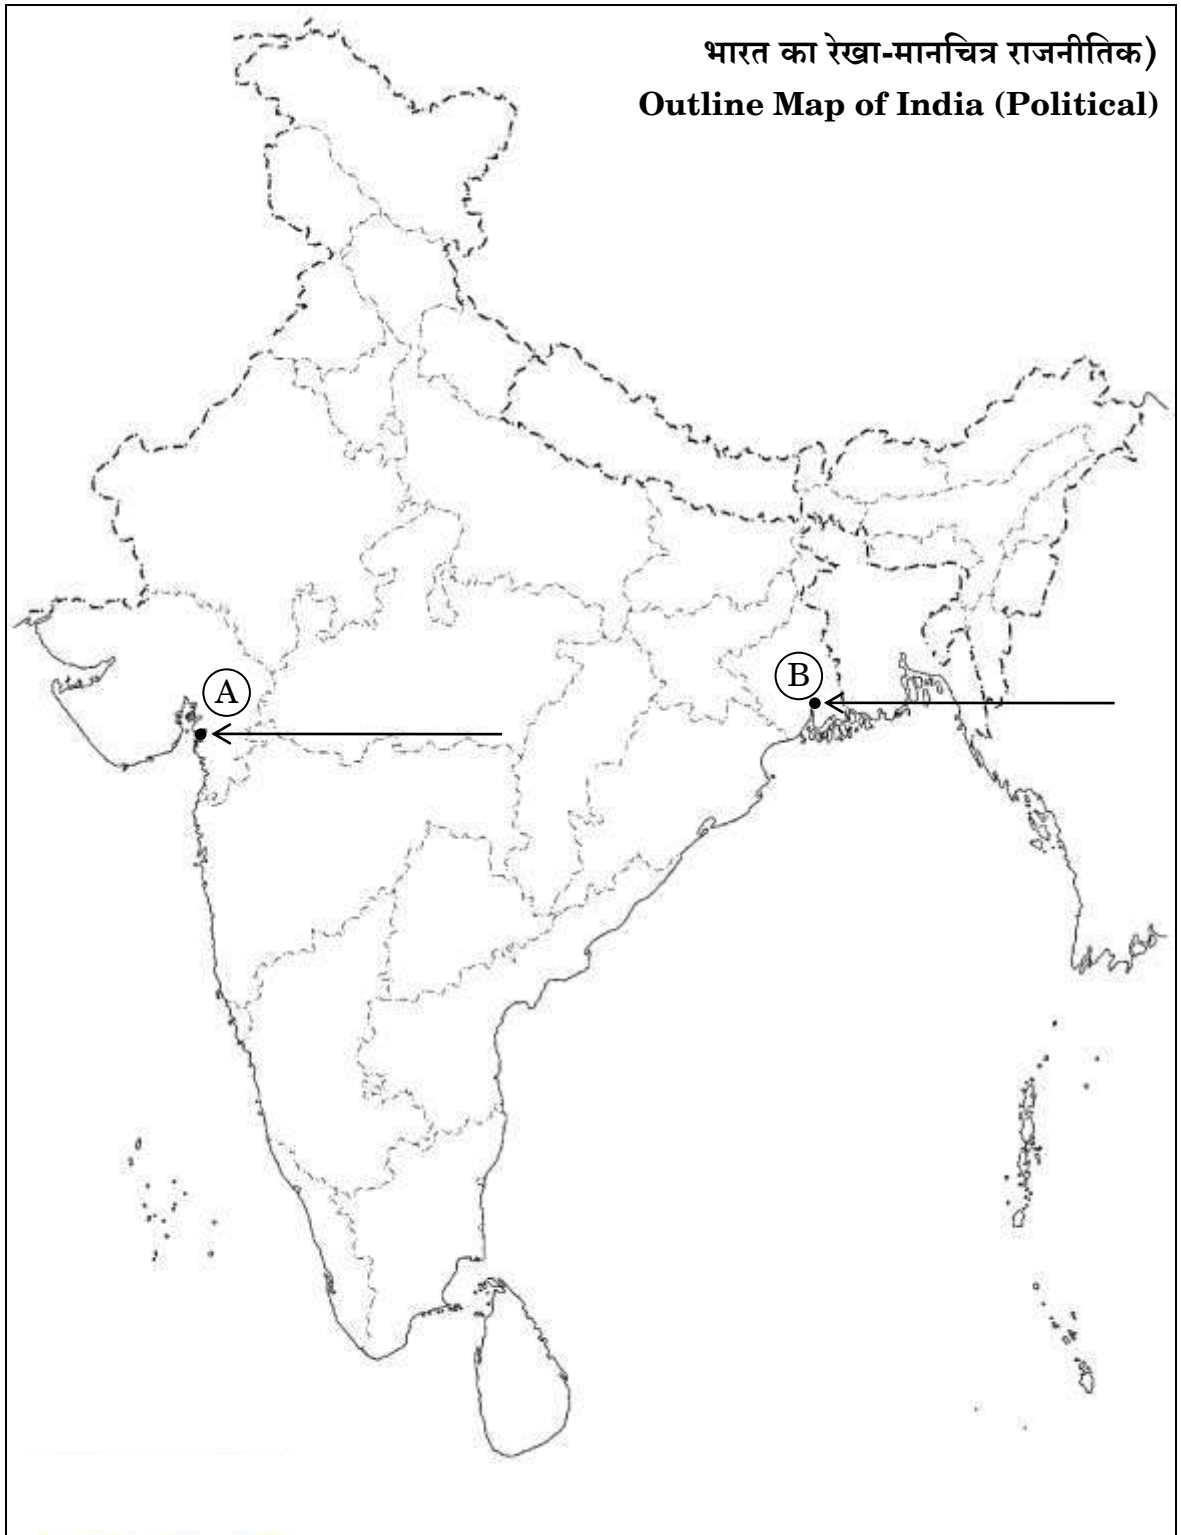 भारत का रेखा-मानचित्र राजनीतिक)
Outline Map of India (Political)
B
A